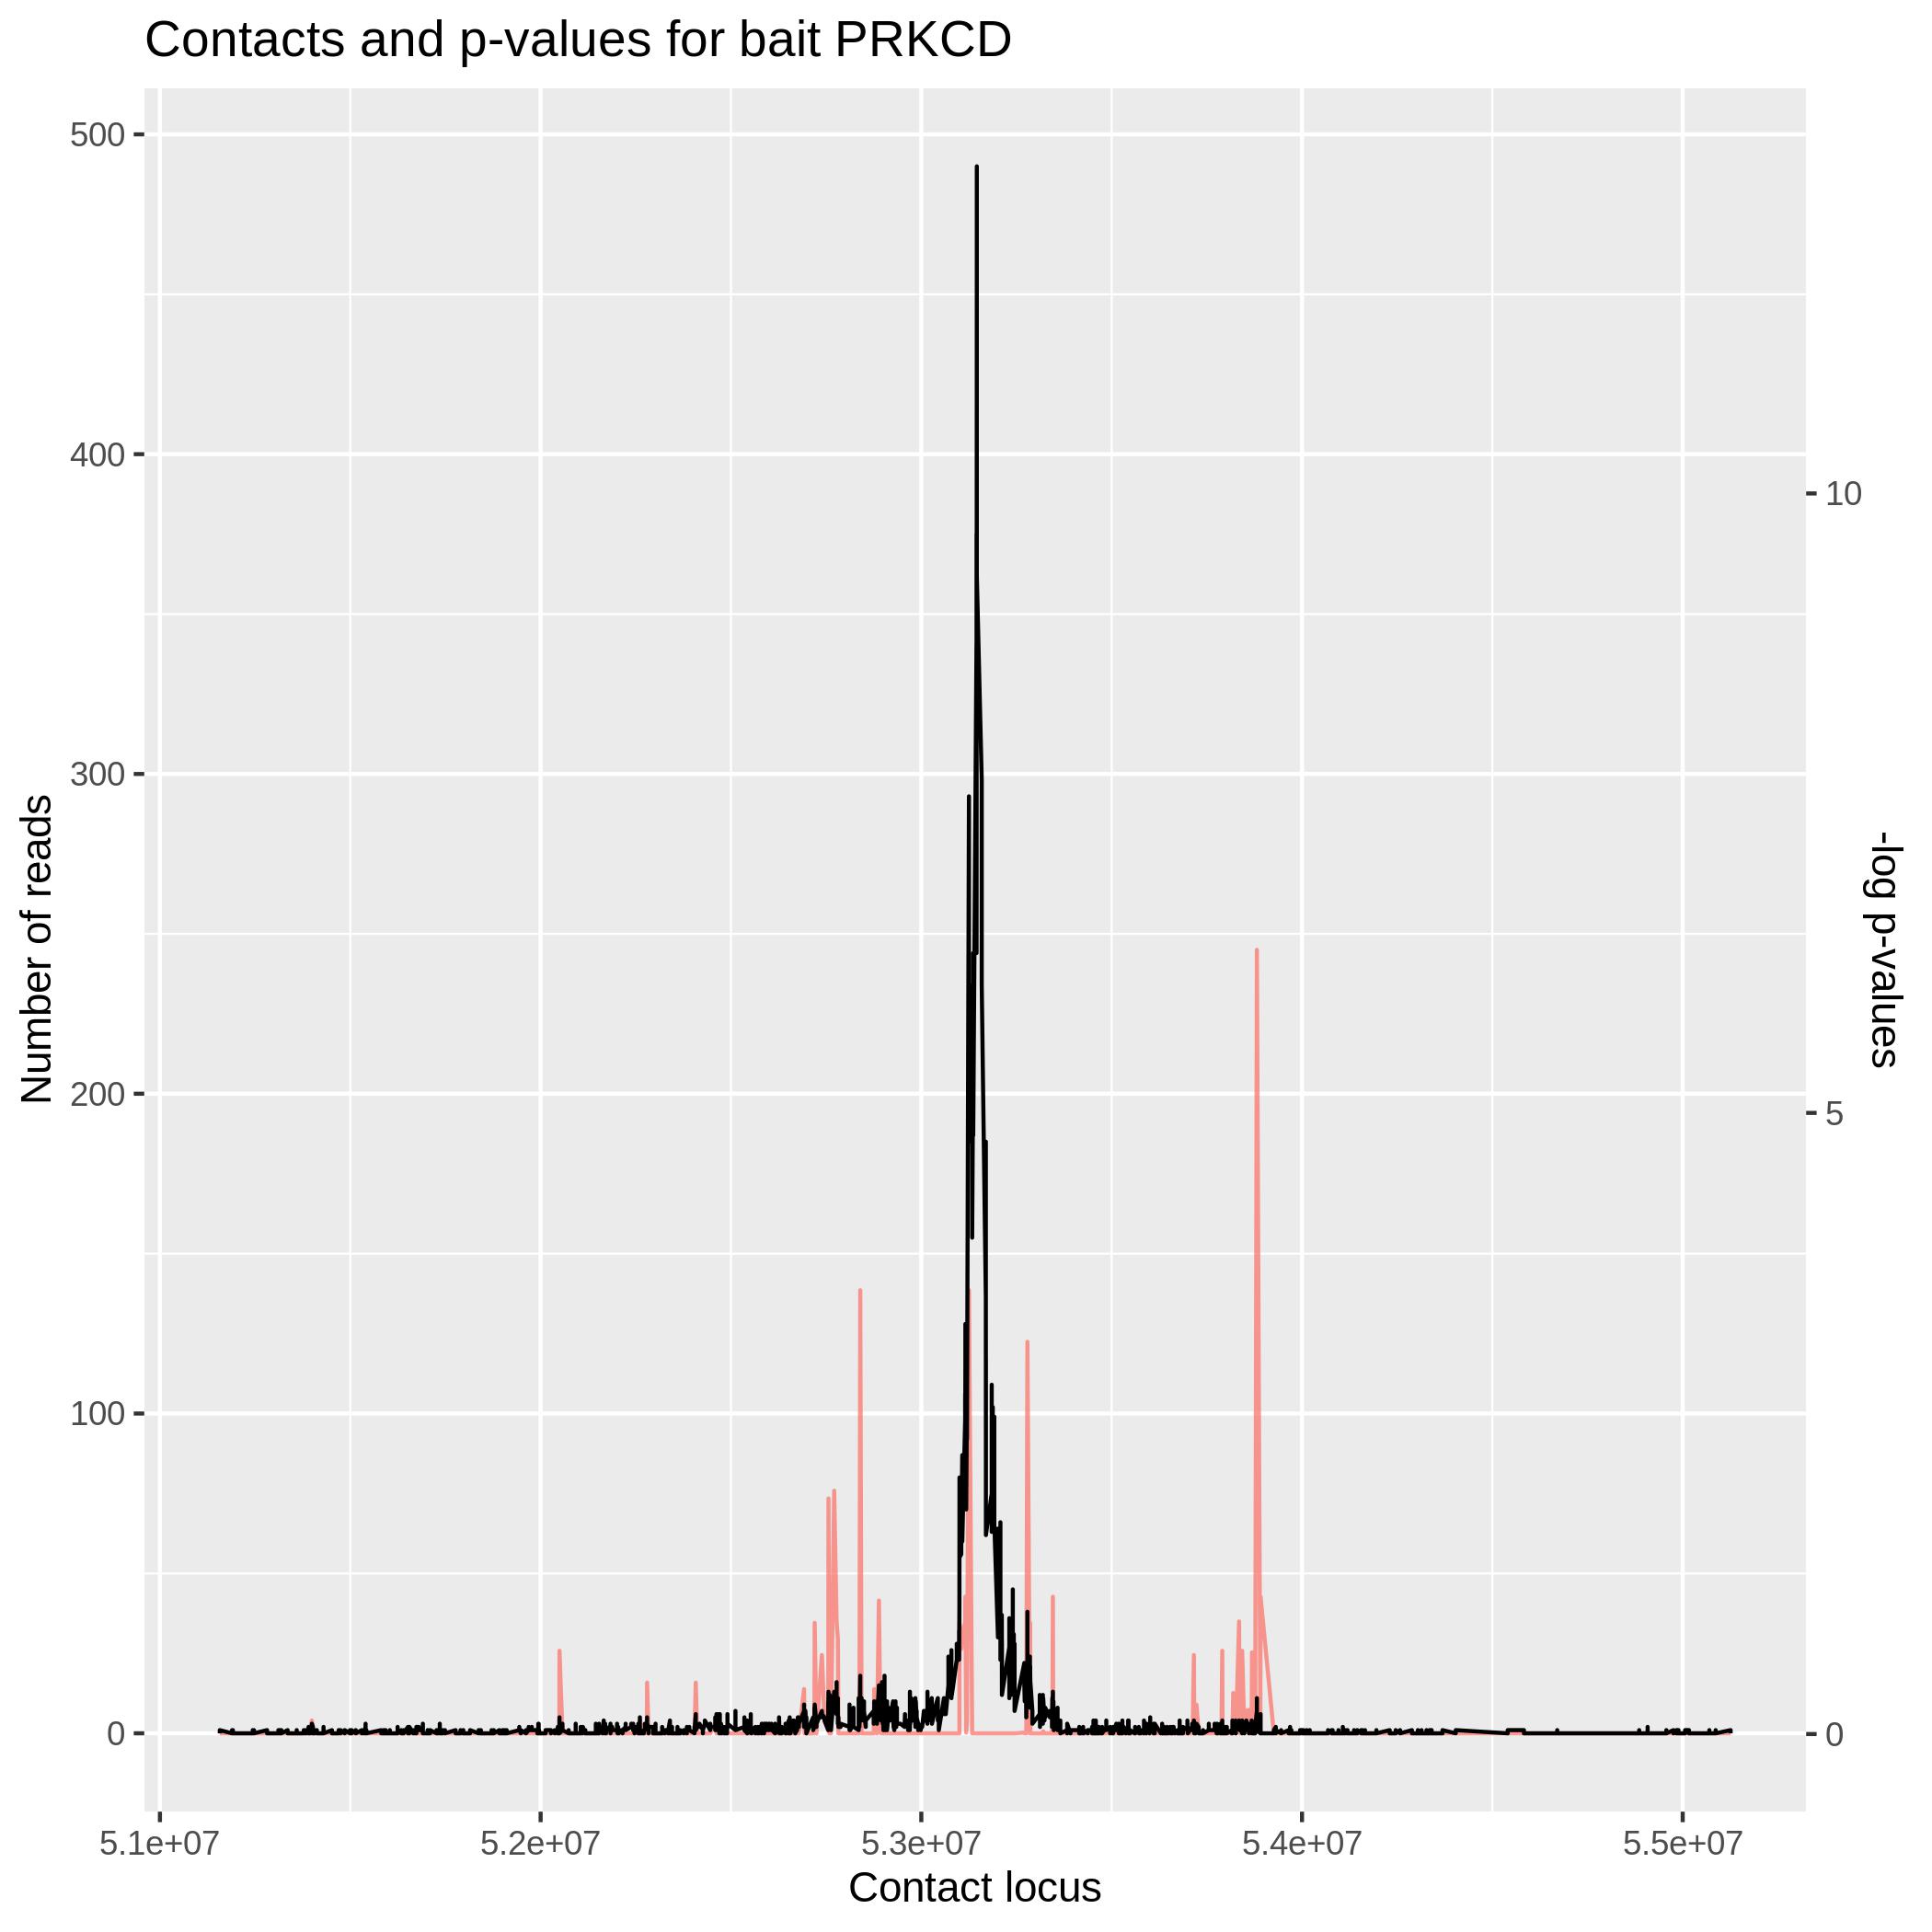 Contacts and p-values for bait PRKCD
500
400
300
200
100
0
Number of reads
10
5
0
-log p-values
5.1e+07
5.2e+07
5.3e+07
5.4e+07
5.5e+07
Contact locus